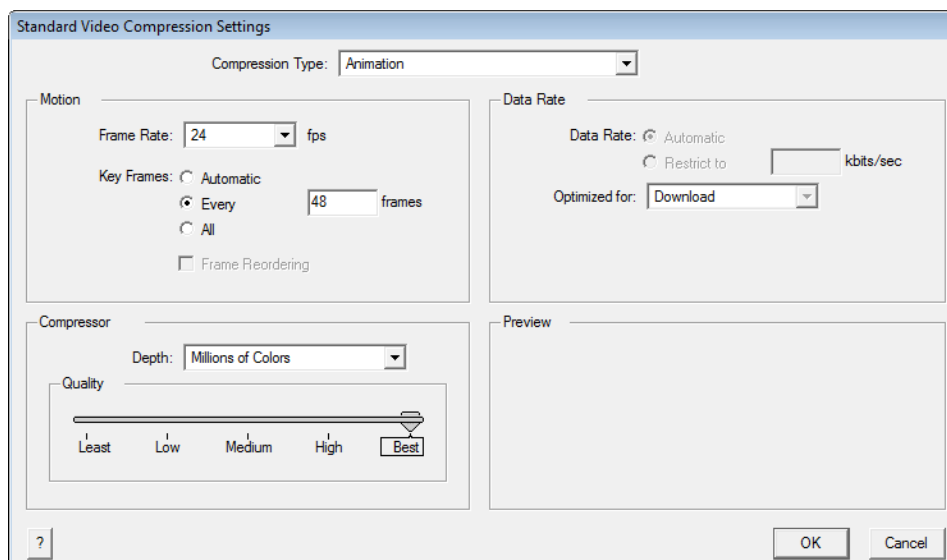 Standard Video Compression Settings
Compression Type: Animation
Motion
Frame Rate: 24 fps
Key Frames: Automatic
Every 48 frames
All
Frame Reordering
Data Rate
Data Rate: Automatic
Restrict to kbits/sec
Optimized for: Download
Compressor
Depth: Millions of Colors
Quality
Least Low Medium High Best
Preview
? OK Cancel